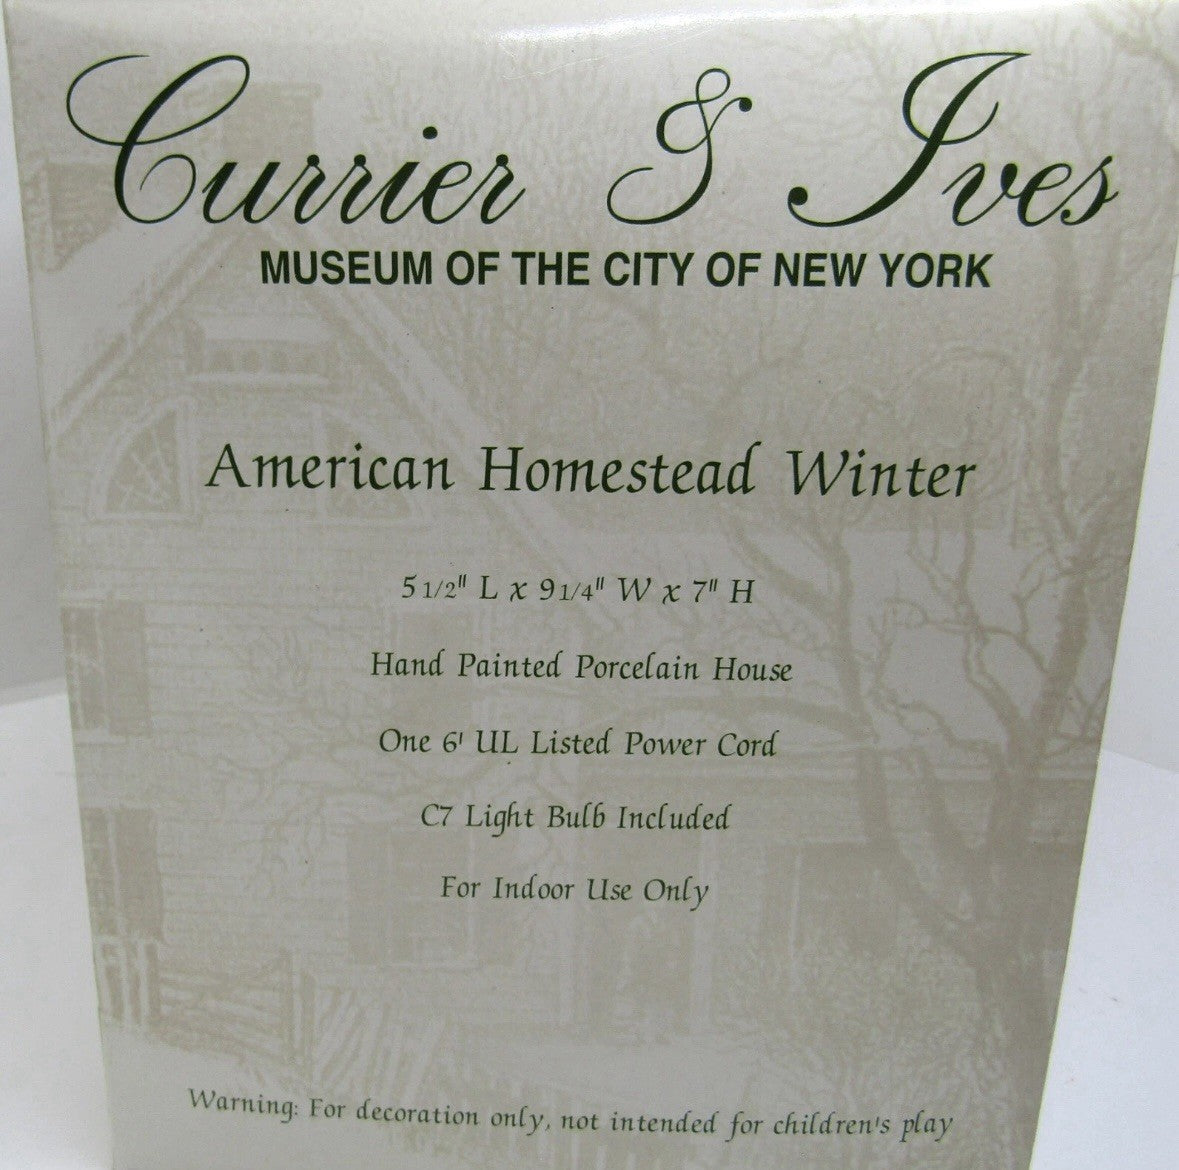 Currier & Ives
MUSEUM OF THE CITY OF NEW YORK
American Homestead Winter
5 1/2" L x 9 1/4" W x 7" H
Hand Painted Porcelain House
One 6' UL Listed Power Cord
C7 Light Bulb Included
For Indoor Use Only
Warning: For decoration only, not intended for children's play